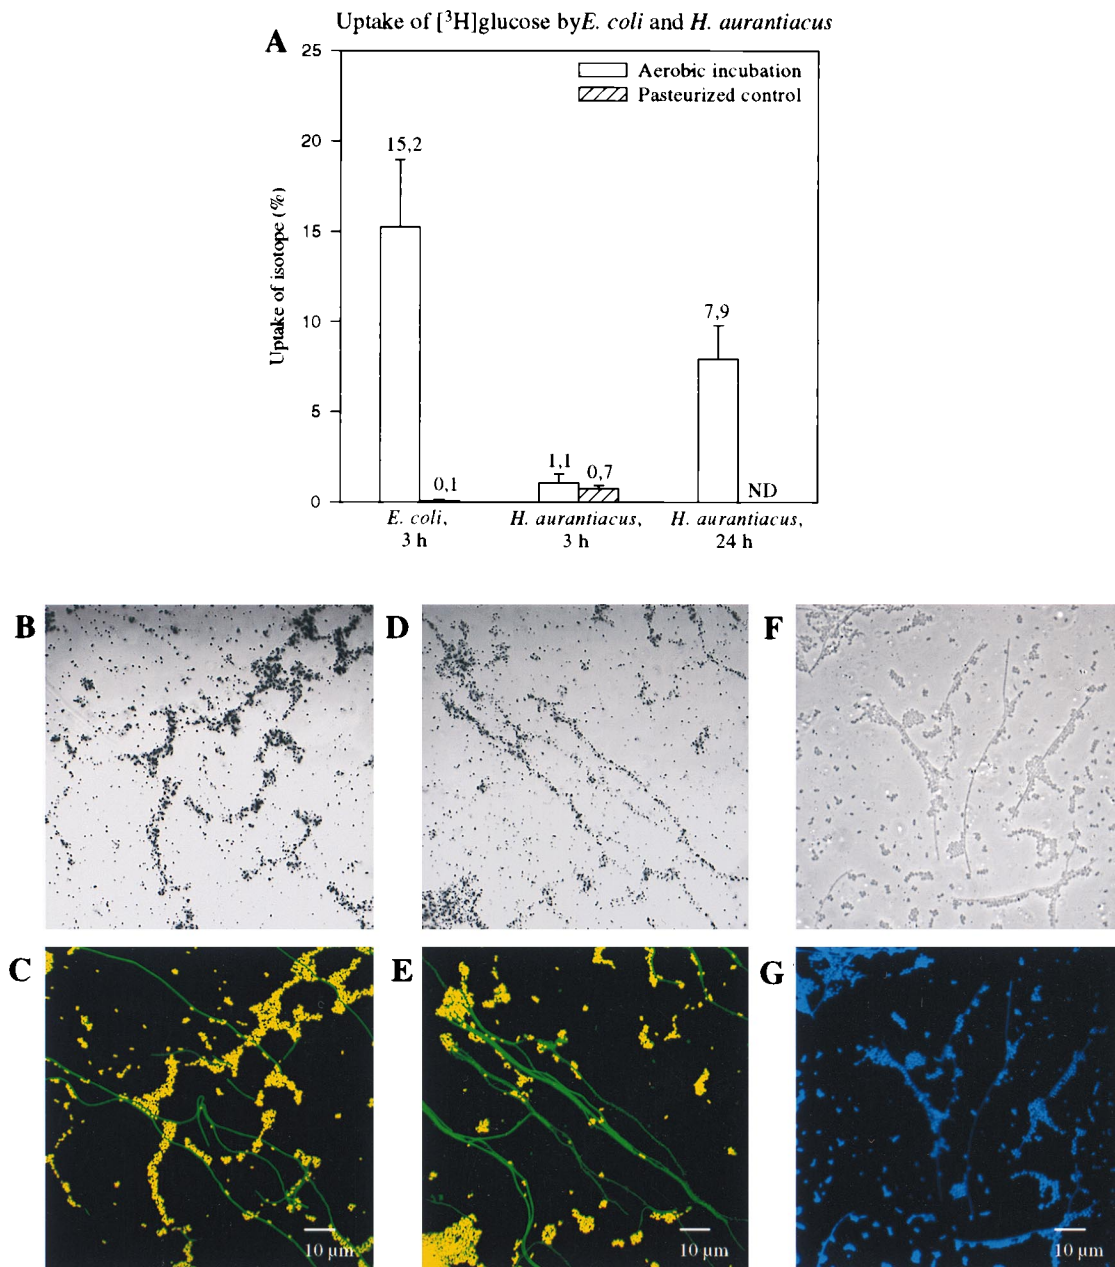 Uptake of [³H]glucose by E. coli and H. aurantiacus
A
25
20
15
10
5
0
Uptake of isotope (%)
Aerobic incubation
Pasteurized control
15,2
0,1
1,1
0,7
7,9
ND
E. coli,
3 h
H. aurantiacus,
3 h
H. aurantiacus,
24 h
B
D
F
C
E
G
10 µm
10 µm
10 µm